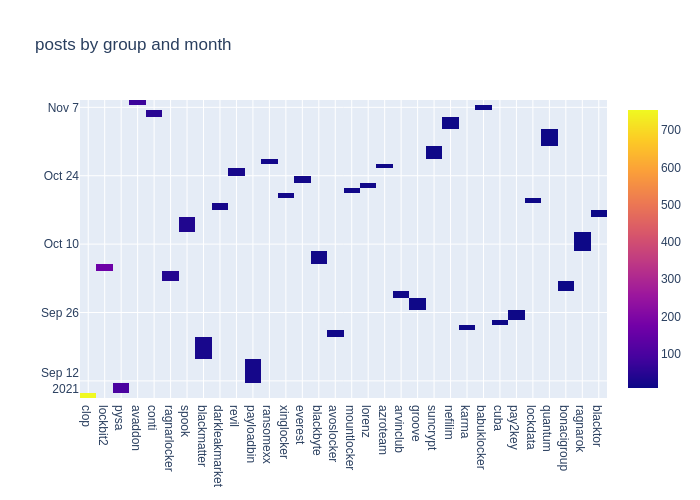 posts by group and month
Nov 7
Oct 24
Oct 10
Sep 26
Sep 12
2021
700
600
500
400
300
200
100
clop
lockbit2
pysa
avaddon
conti
ragnarlocker
spook
blackmatter
darkleakmarket
revil
payloadbin
ransomexx
xinglocker
everest
blackbyte
avoslocker
mountlocker
lorenz
azroteam
arvinclub
groove
suncrypt
nefilim
karma
babuklocker
cuba
pay2key
lockdata
quantum
bonacigroup
ragnarok
blacktor